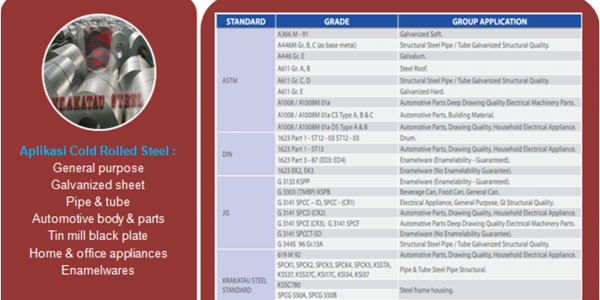 KRAKATAU STEEL
Aplikasi Cold Rolled Steel :
General purpose
Galvanized sheet
Pipe & tube
Automotive body & parts
Tin mill black plate
Home & office appliances
Enamelwares
STANDARD GRADE GROUP APPLICATION
ASTM
A366 M - 91 Galvanized Soft.
A446M Gr, B, C (as base metal) Structural Steel Pipe / Tube Galvanized Structural Quality.
A446 Gr. E Galvalum.
A611 Gr. A, B Steel Roof.
A611 Gr. C, D Structural Steel Pipe / Tube Galvanized Structural Quality.
A611 Gr. E Galvanized Hard.
A1008 / A1008M 01a Automotive Parts Deep Drawing Quality Electrical Machinery Parts.
A1008 / A1008M 01a CS Type A, B & C Automotive Parts, Building Material.
A1008 / A1008M 01a DS Type A & B Automotive Parts, Drawing Quality, Household Electrical Appliance.
DIN
1623 Part 1 - ST12 - 03 ST12 - 03 Drum.
1623 Part 1 - ST13 Automotive Parts, Drawing Quality, Household Electrical Appliance.
1623 Part 3 - 87 (ED3; ED4) Enamelware (Enamelability - Guaranteed).
1623 EK2, EK3 Enamelware (No Enamelability Guarantee).
JIS
G 3133 KSPP Enamelware (Enamelability - Guaranteed).
G 3303 (TMBP) KSPB Beverage Can, Food Can, General Can.
G 3141 SPCC – ID, SPCC - (CR1) Electrical Appliance, General Purpose, GI Structural Quality.
G 3141 SPCD (CR2) Automotive Parts, Drawing Quality, Household Electrical Appliance.
G 3141 SPCE (CR3), G 3141 SPCF Automotive Parts, Drawing Quality, Household Electrical Appliance.
G 3141 SPCCT-SD Enamelware (No Enamelability Guarantee).
G 3445 96 Gr.13A Structural Steel Pipe / Tube Galvanized Structural Quality.
KRAKATAU STEEL STANDARD
619 M 92 Automotive Parts, Drawing Quality, Household Electrical Appliance.
SPCK1, SPCK2, SPCK3, SPCK4, SPCK5, KSSTA,
KSS37, KSS37C, KSI17C, KSI34, KSI37 Pipe & Tube Steel Pipe Structural.
KSSC780
SPCG 550A, SPCG 550B Steel frame housing.